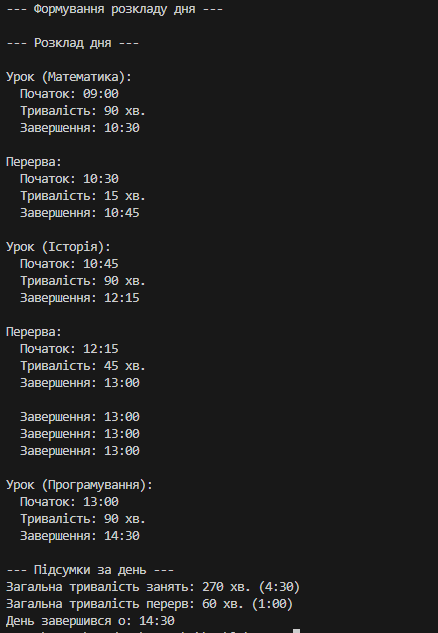 --- Формування розкладу дня ---
--- Розклад дня ---
Урок (Математика):
Початок: 09:00
Тривалість: 90 хв.
Завершення: 10:30
Перерва:
Початок: 10:30
Тривалість: 15 хв.
Завершення: 10:45
Урок (Історія):
Початок: 10:45
Тривалість: 90 хв.
Завершення: 12:15
Перерва:
Початок: 12:15
Тривалість: 45 хв.
Завершення: 13:00
Завершення: 13:00
Завершення: 13:00
Завершення: 13:00
Урок (Програмування):
Початок: 13:00
Тривалість: 90 хв.
Завершення: 14:30
--- Підсумки за день ---
Загальна тривалість занять: 270 хв. (4:30)
Загальна тривалість перерв: 60 хв. (1:00)
День завершився о: 14:30